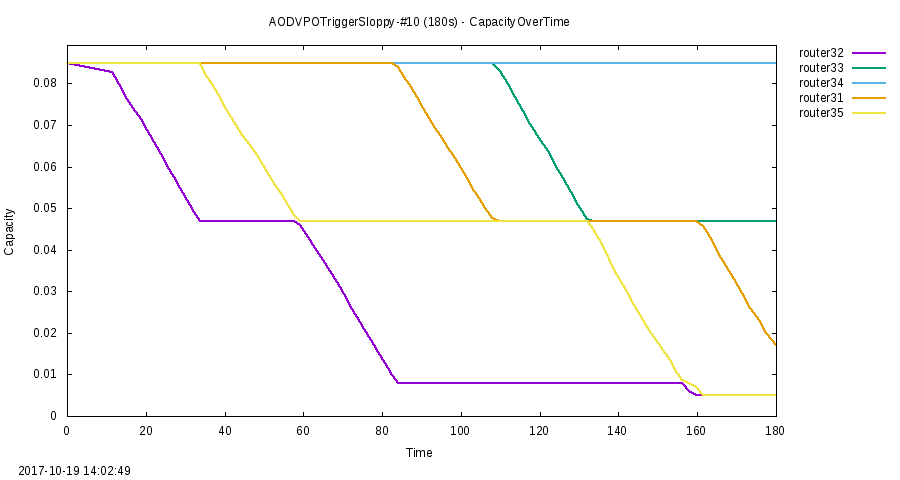 AODVPOTriggerSloppy-#10 (180s) - CapacityOverTime
router32
router33
router34
router31
router35
0.08
0.07
0.06
0.05
0.04
0.03
0.02
0.01
0
Capacity
0 20 40 60 80 100 120 140 160 180
Time
2017-10-19 14:02:49